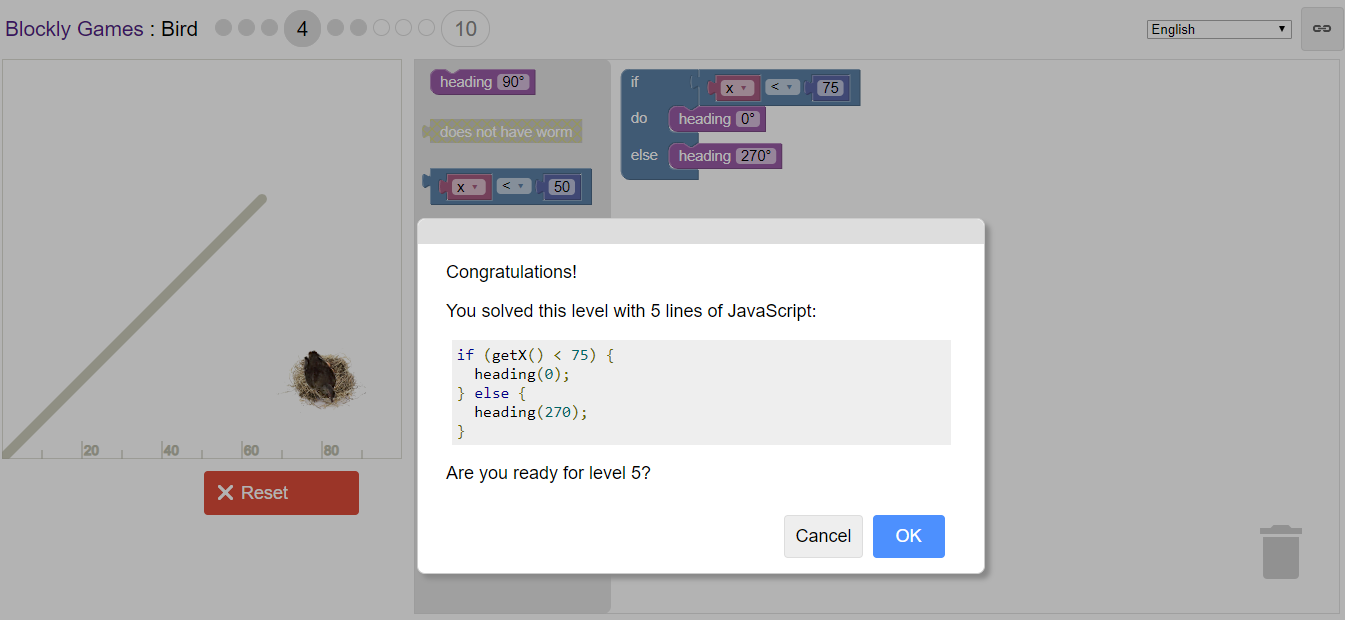 Blockly Games : Bird 4 10 English
heading 90°
does not have worm
x < 50
if x < 75
do heading 0°
else heading 270°
20 40 60 80
Reset
Congratulations!
You solved this level with 5 lines of JavaScript:
if (getX() < 75) {
heading(0);
} else {
heading(270);
}
Are you ready for level 5?
Cancel OK